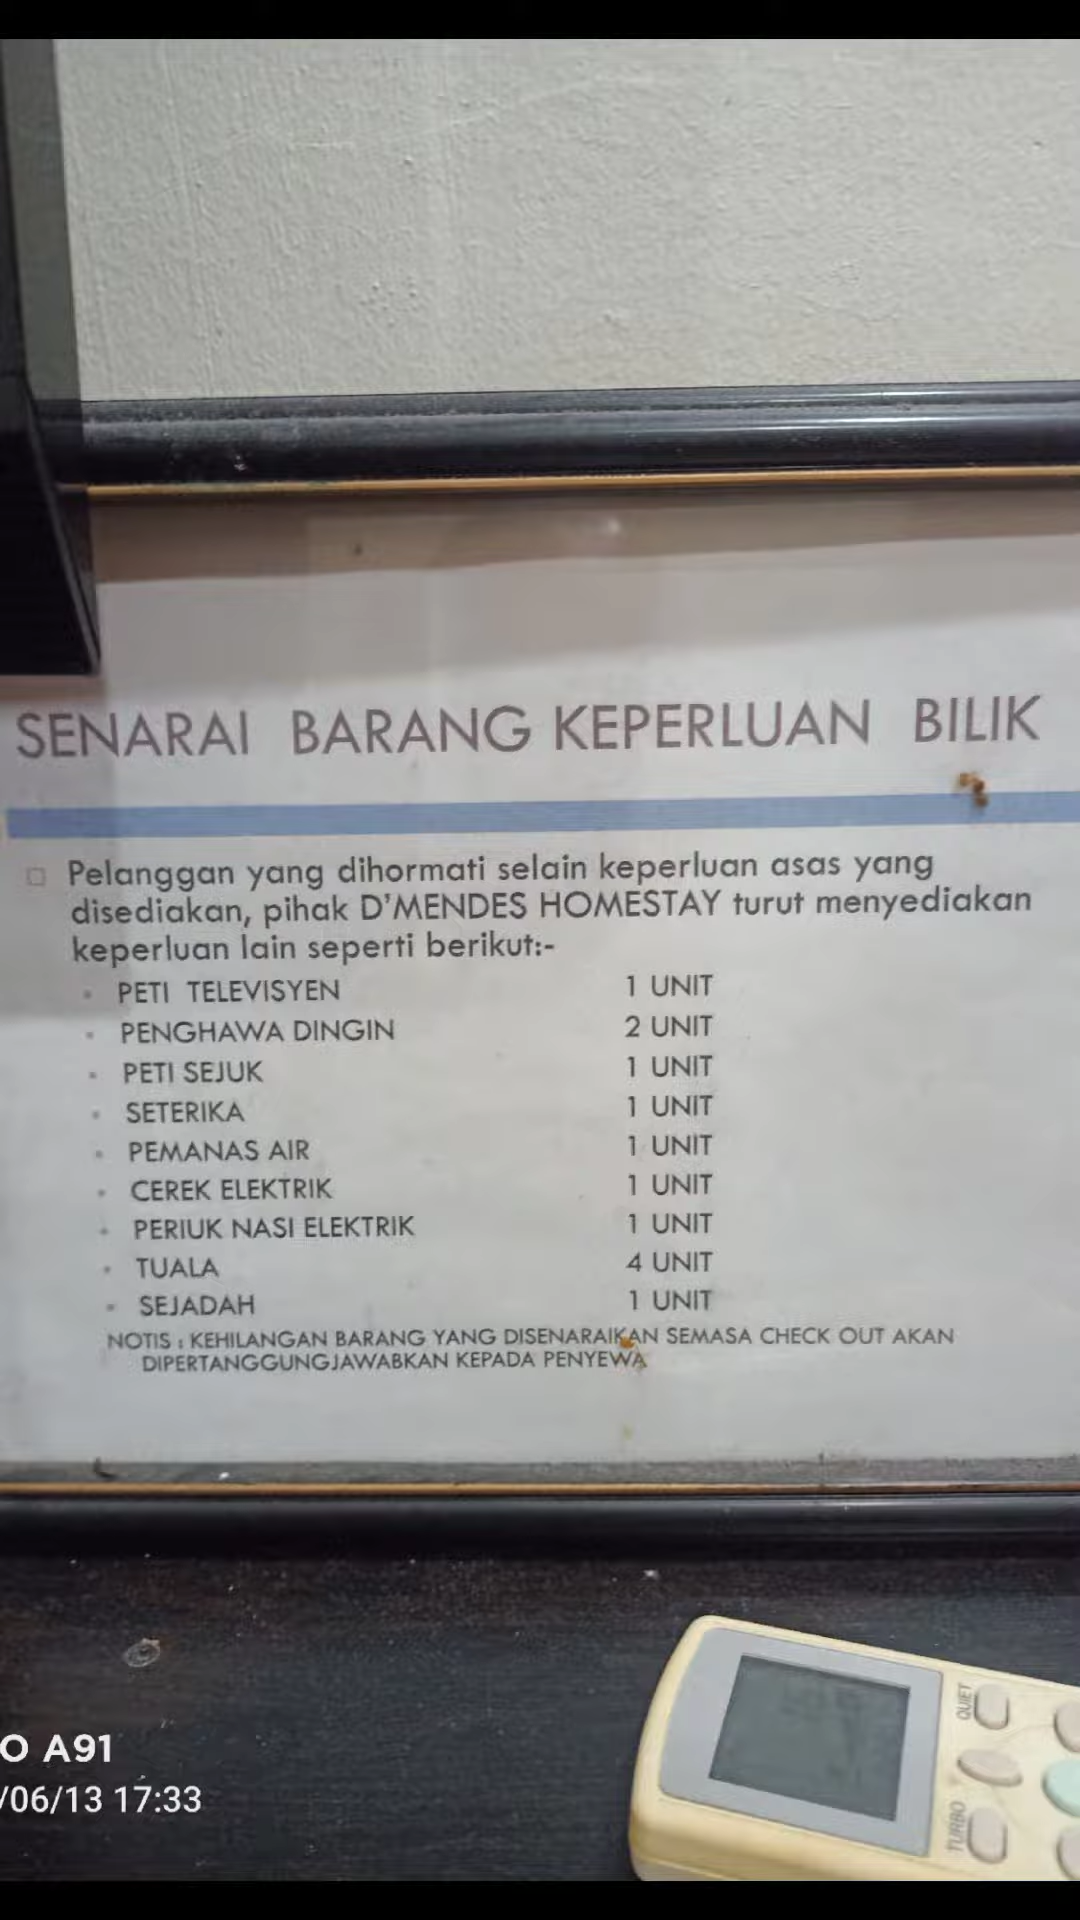 SENARAI BARANG KEPERLUAN BILIK
Pelanggan yang dihormati selain keperluan asas yang
disediakan, pihak D'MENDES HOMESTAY turut menyediakan
keperluan lain seperti berikut:-
PETI TELEVISYEN 1 UNIT
PENGHAWA DINGIN 2 UNIT
PETI SEJUK 1 UNIT
SETERIKA 1 UNIT
PEMANAS AIR 1 UNIT
CEREK ELEKTRIK 1 UNIT
PERIUK NASI ELEKTRIK 1 UNIT
TUALA 4 UNIT
SEJADAH 1 UNIT
NOTIS : KEHILANGAN BARANG YANG DISENARAIKAN SEMASA CHECK OUT AKAN
DIPERTANGGUNGJAWABKAN KEPADA PENYEWA
QUIET
TURBO
O A91
/06/13 17:33